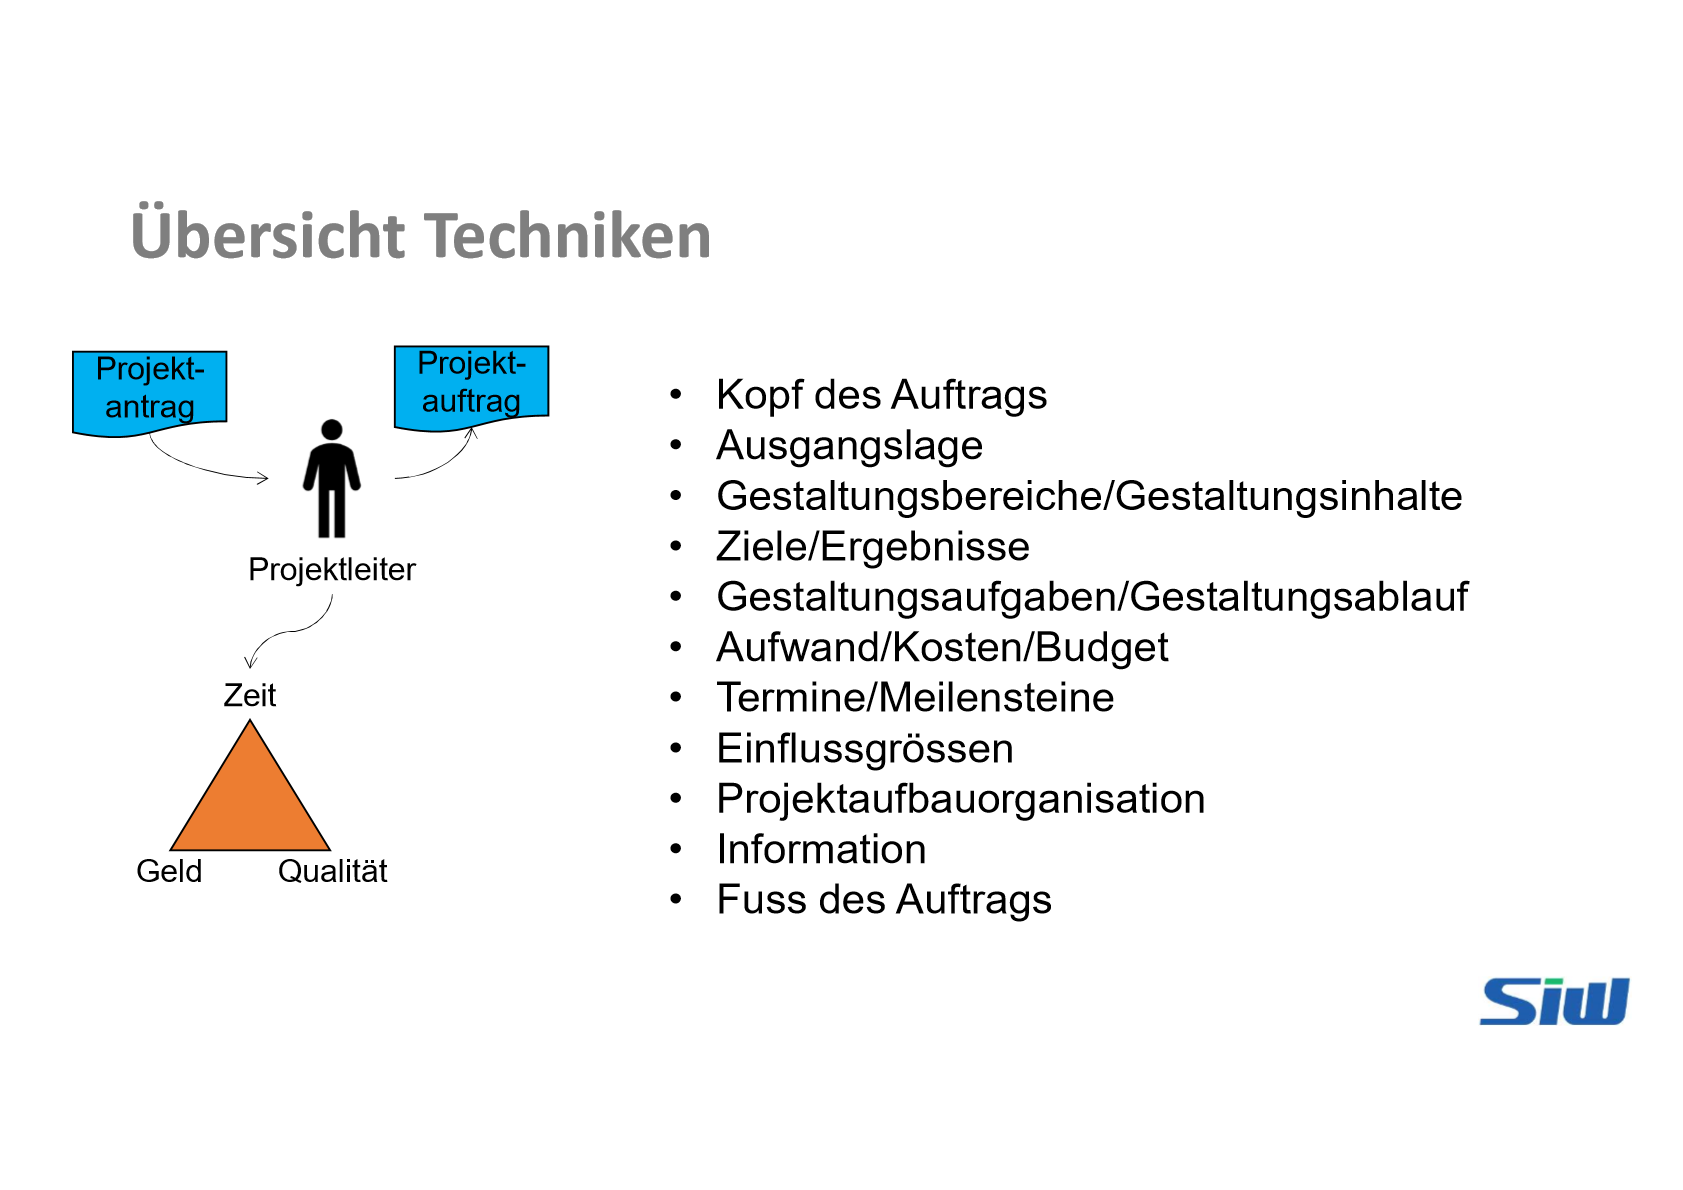 Übersicht Techniken
Projekt-
antrag
Projekt-
auftrag
Projektleiter
Zeit
Geld
Qualität
• Kopf des Auftrags
• Ausgangslage
• Gestaltungsbereiche/Gestaltungsinhalte
• Ziele/Ergebnisse
• Gestaltungsaufgaben/Gestaltungsablauf
• Aufwand/Kosten/Budget
• Termine/Meilensteine
• Einflussgrössen
• Projektaufbauorganisation
• Information
• Fuss des Auftrags
Siw